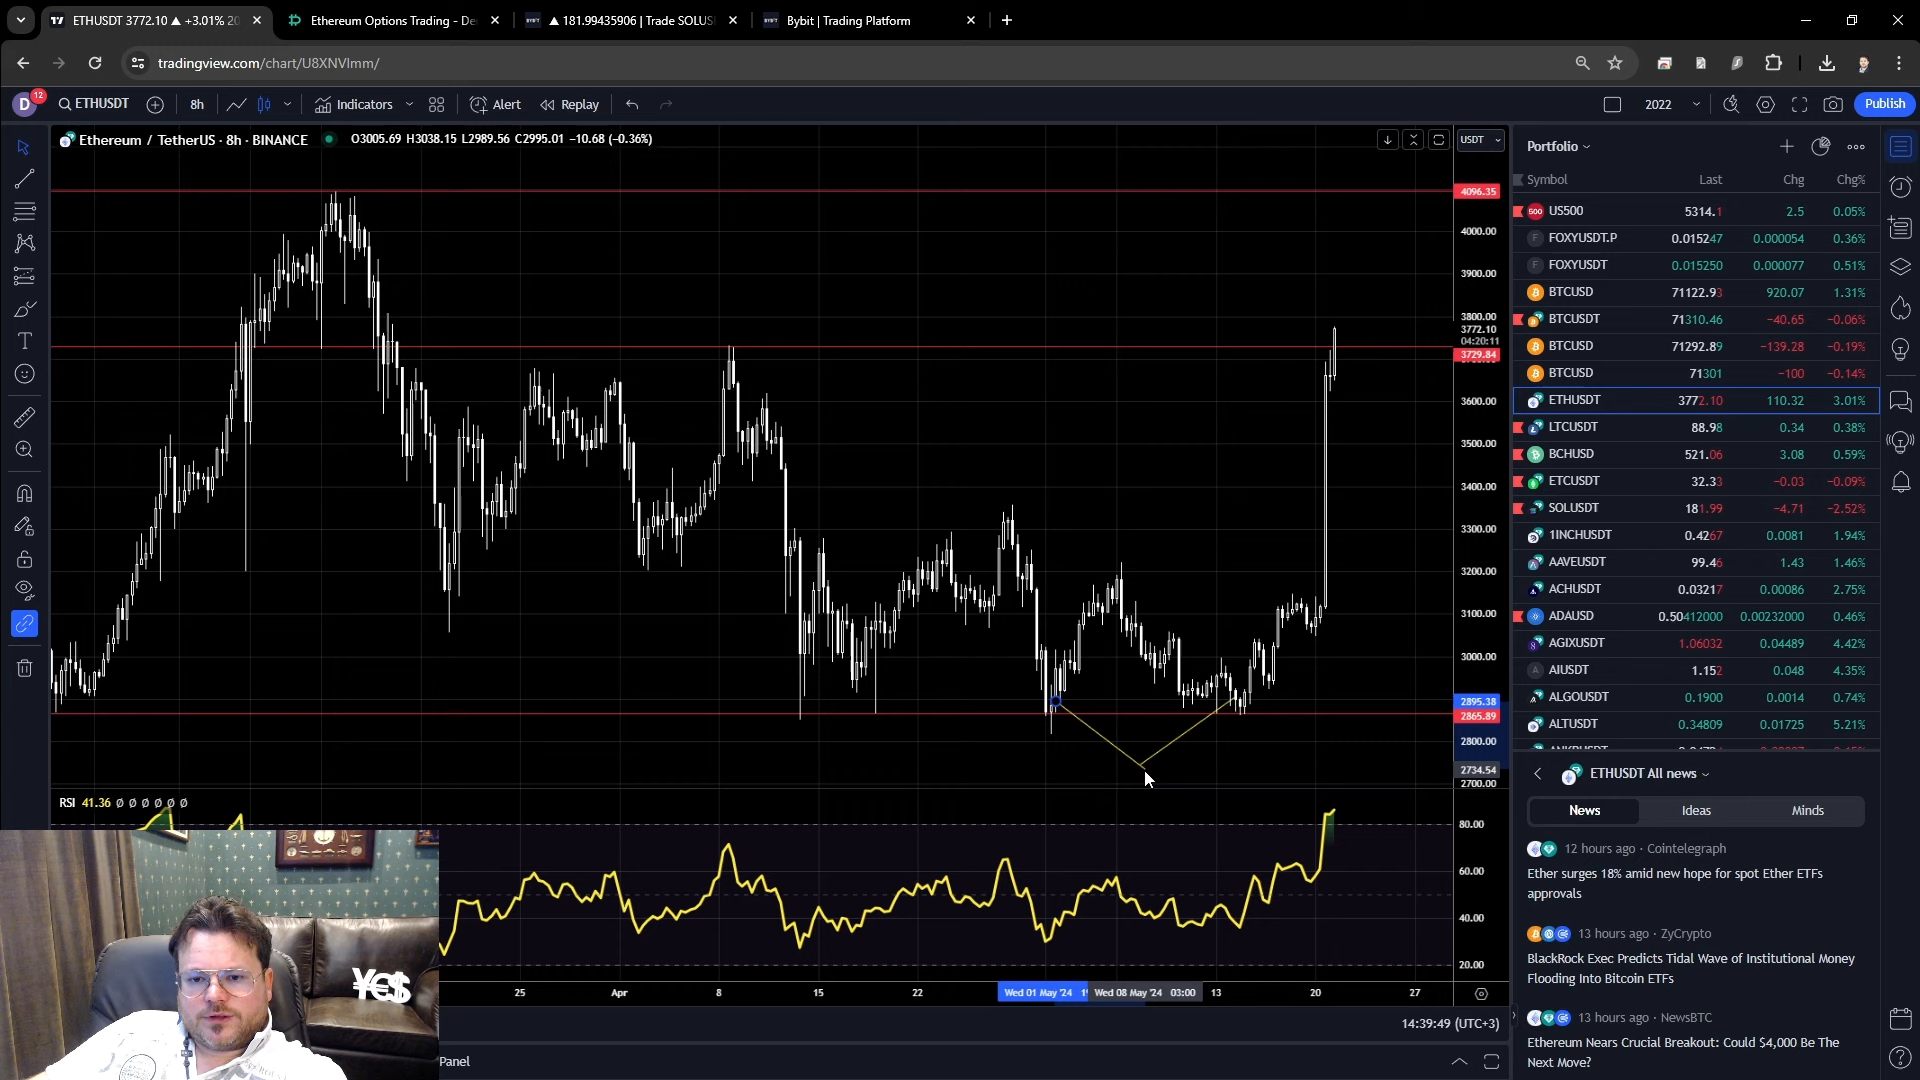 ETHUSDT 3772.10 ▲ +3.01% 20
Ethereum Options Trading - De
▲ 181.99435906 | Trade SOLUS
Bybit | Trading Platform
tradingview.com/chart/U8XNVImm/
D
12
ETHUSDT
8h
Indicators
Alert
Replay
2022
Publish
Ethereum / TetherUS · 8h · BINANCE
O3005.69 H3038.15 L2989.56 C2995.01 −10.68 (−0.36%)
USDT
4096.35
4000.00
3900.00
3800.00
3772.10
04:20:11
3729.84
3600.00
3500.00
3400.00
3300.00
3200.00
3100.00
3000.00
2895.38
2865.89
2800.00
2734.54
2700.00
RSI 41.36 Ø Ø Ø Ø Ø Ø
80.00
60.00
40.00
20.00
25
Apr
8
15
22
Wed 01 May '24
Wed 08 May '24 03:00
13
20
27
14:39:49 (UTC+3)
Panel
¥€$
Portfolio
Symbol Last Chg Chg%
US500 5314.1 2.5 0.05%
FOXYUSDT.P 0.015247 0.000054 0.36%
FOXYUSDT 0.015250 0.000077 0.51%
BTCUSD 71122.93 920.07 1.31%
BTCUSDT 71310.46 −40.65 −0.06%
BTCUSD 71292.89 −139.28 −0.19%
BTCUSD 71301 −100 −0.14%
ETHUSDT 3772.10 110.32 3.01%
LTCUSDT 88.98 0.34 0.38%
BCHUSD 521.06 3.08 0.59%
ETCUSDT 32.33 −0.03 −0.09%
SOLUSDT 181.99 −4.71 −2.52%
1INCHUSDT 0.4267 0.0081 1.94%
AAVEUSDT 99.46 1.43 1.46%
ACHUSDT 0.03217 0.00086 2.75%
ADAUSD 0.50412000 0.00232000 0.46%
AGIXUSDT 1.06032 0.04489 4.42%
AIUSDT 1.152 0.048 4.35%
ALGOUSDT 0.1900 0.0014 0.74%
ALTUSDT 0.34809 0.01725 5.21%
ETHUSDT All news
News
Ideas
Minds
12 hours ago · Cointelegraph
Ether surges 18% amid new hope for spot Ether ETFs
approvals
13 hours ago · ZyCrypto
BlackRock Exec Predicts Tidal Wave of Institutional Money
Flooding Into Bitcoin ETFs
13 hours ago · NewsBTC
Ethereum Nears Crucial Breakout: Could $4,000 Be The
Next Move?